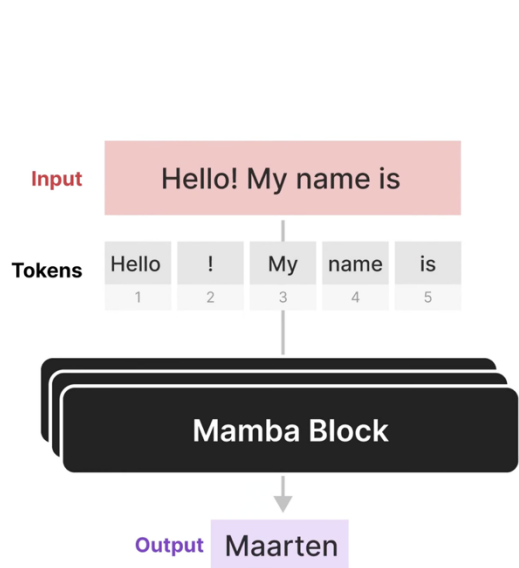 Input Hello! My name is
Tokens Hello ! My name is
1 2 3 4 5
Mamba Block
Output Maarten